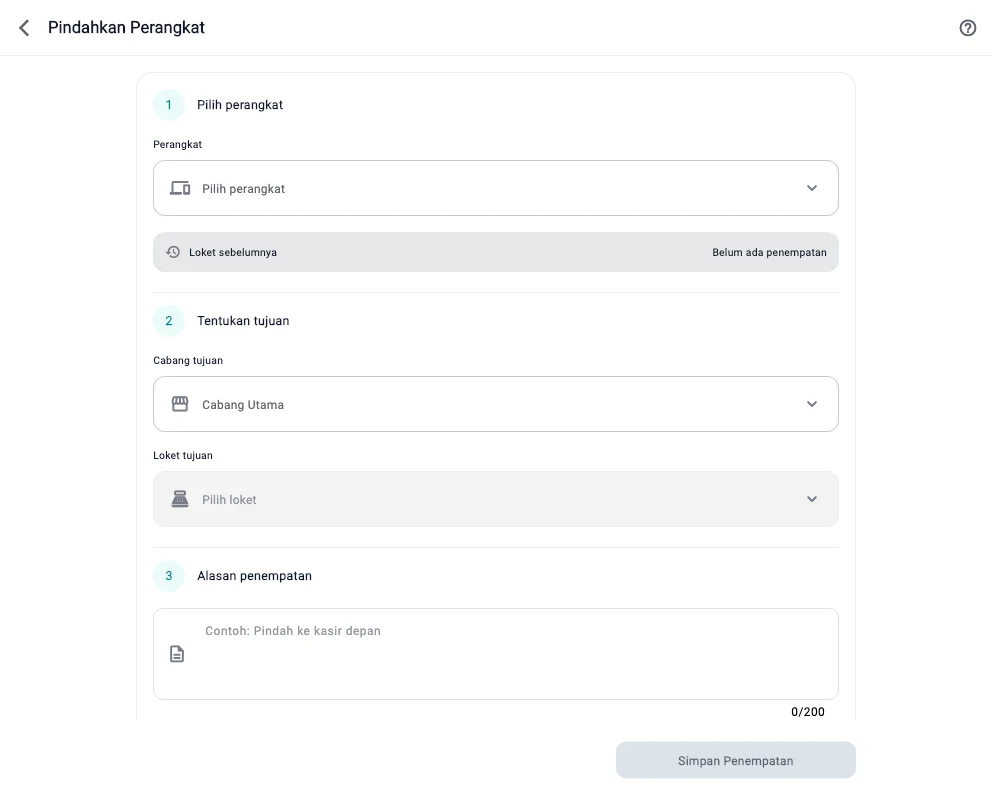 Pindahkan Perangkat
1 Pilih perangkat
Perangkat
Pilih perangkat
Loket sebelumnya Belum ada penempatan
2 Tentukan tujuan
Cabang tujuan
Cabang Utama
Loket tujuan
Pilih loket
3 Alasan penempatan
Contoh: Pindah ke kasir depan
0/200
Simpan Penempatan